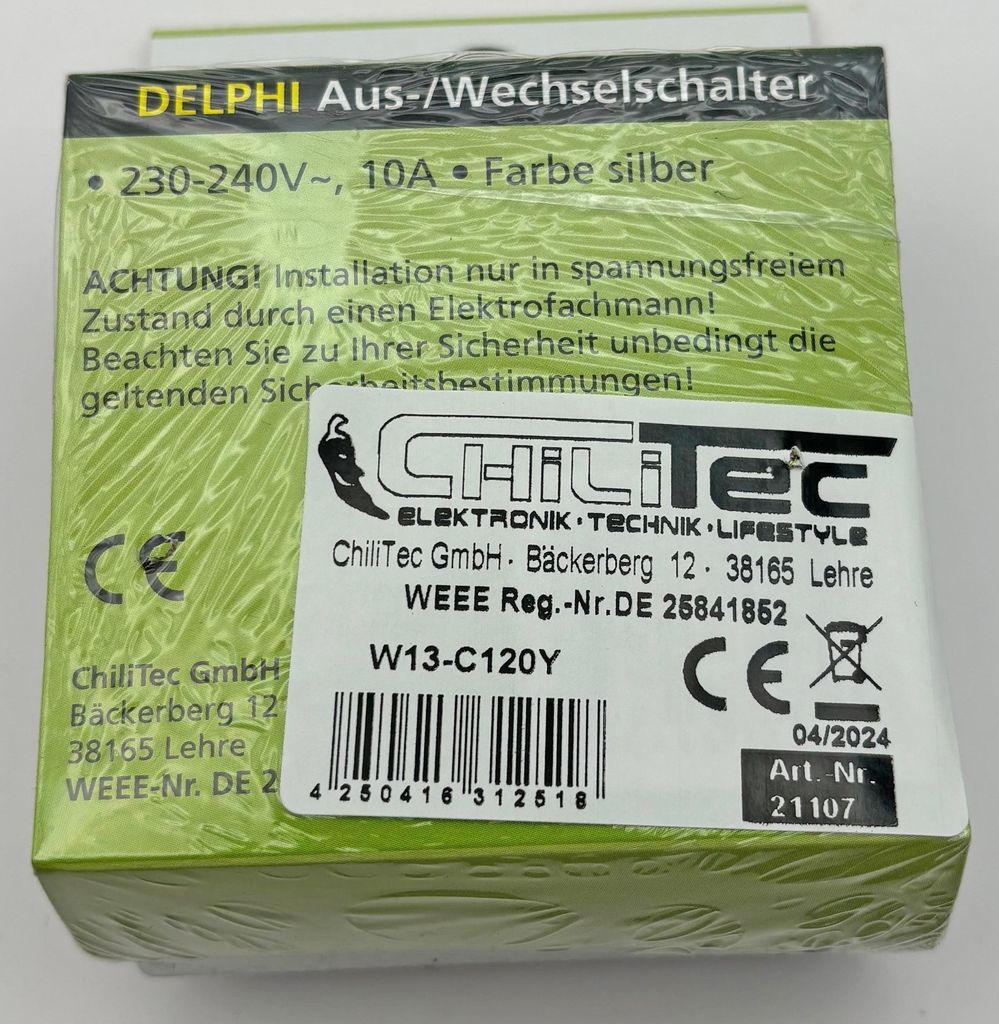 DELPHI Aus-/Wechselschalter
• 230-240V~, 10A • Farbe silber
ACHTUNG! Installation nur in spannungsfreiem
Zustand durch einen Elektrofachmann!
Beachten Sie zu Ihrer Sicherheit unbedingt die
geltenden Sicherheitsbestimmungen!
CE
ChiliTec GmbH
Bäckerberg 12
38165 Lehre
WEEE-Nr. DE 2
CHiLiTec
ELEKTRONIK·TECHNIK·LIFESTYLE
ChiliTec GmbH· Bäckerberg 12 · 38165 Lehre
WEEE Reg.-Nr.DE 25841852
W13-C120Y
CE
4 250416 312518
04/2024
Art.-Nr.
21107